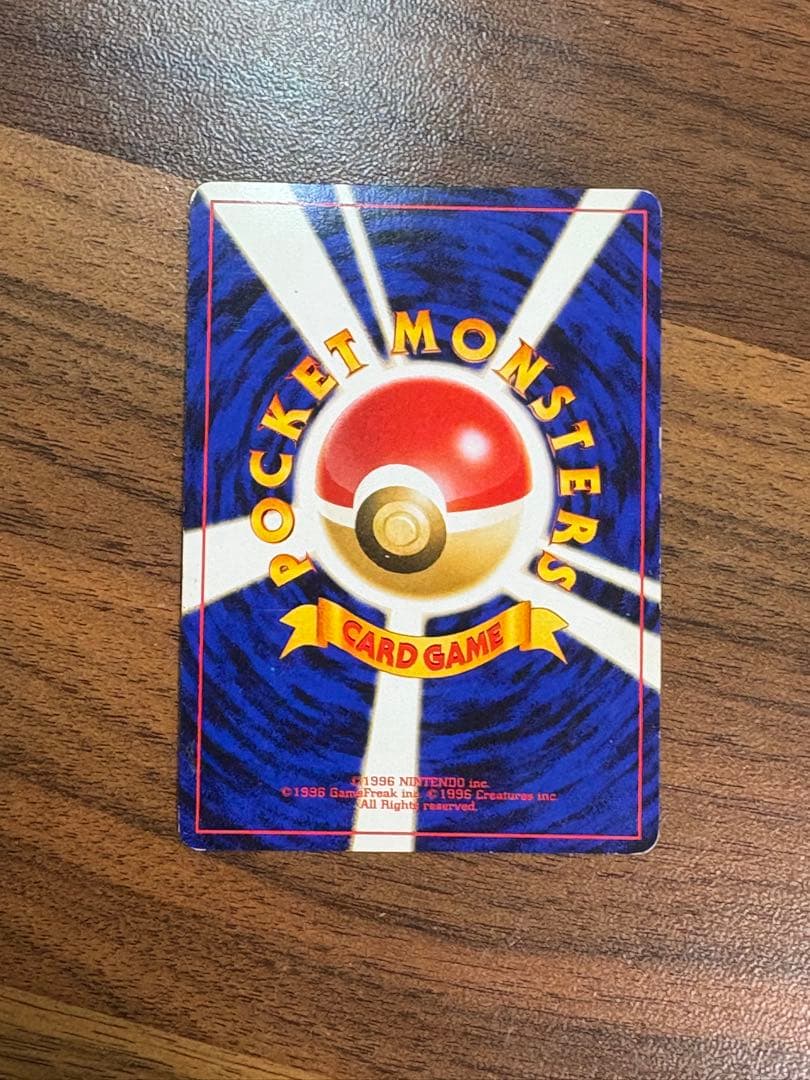 POCKET MONSTERS
CARD GAME
©1996 NINTENDO inc.
©1996 GameFreak inc. ©1996 Creatures inc.
All Rights reserved.